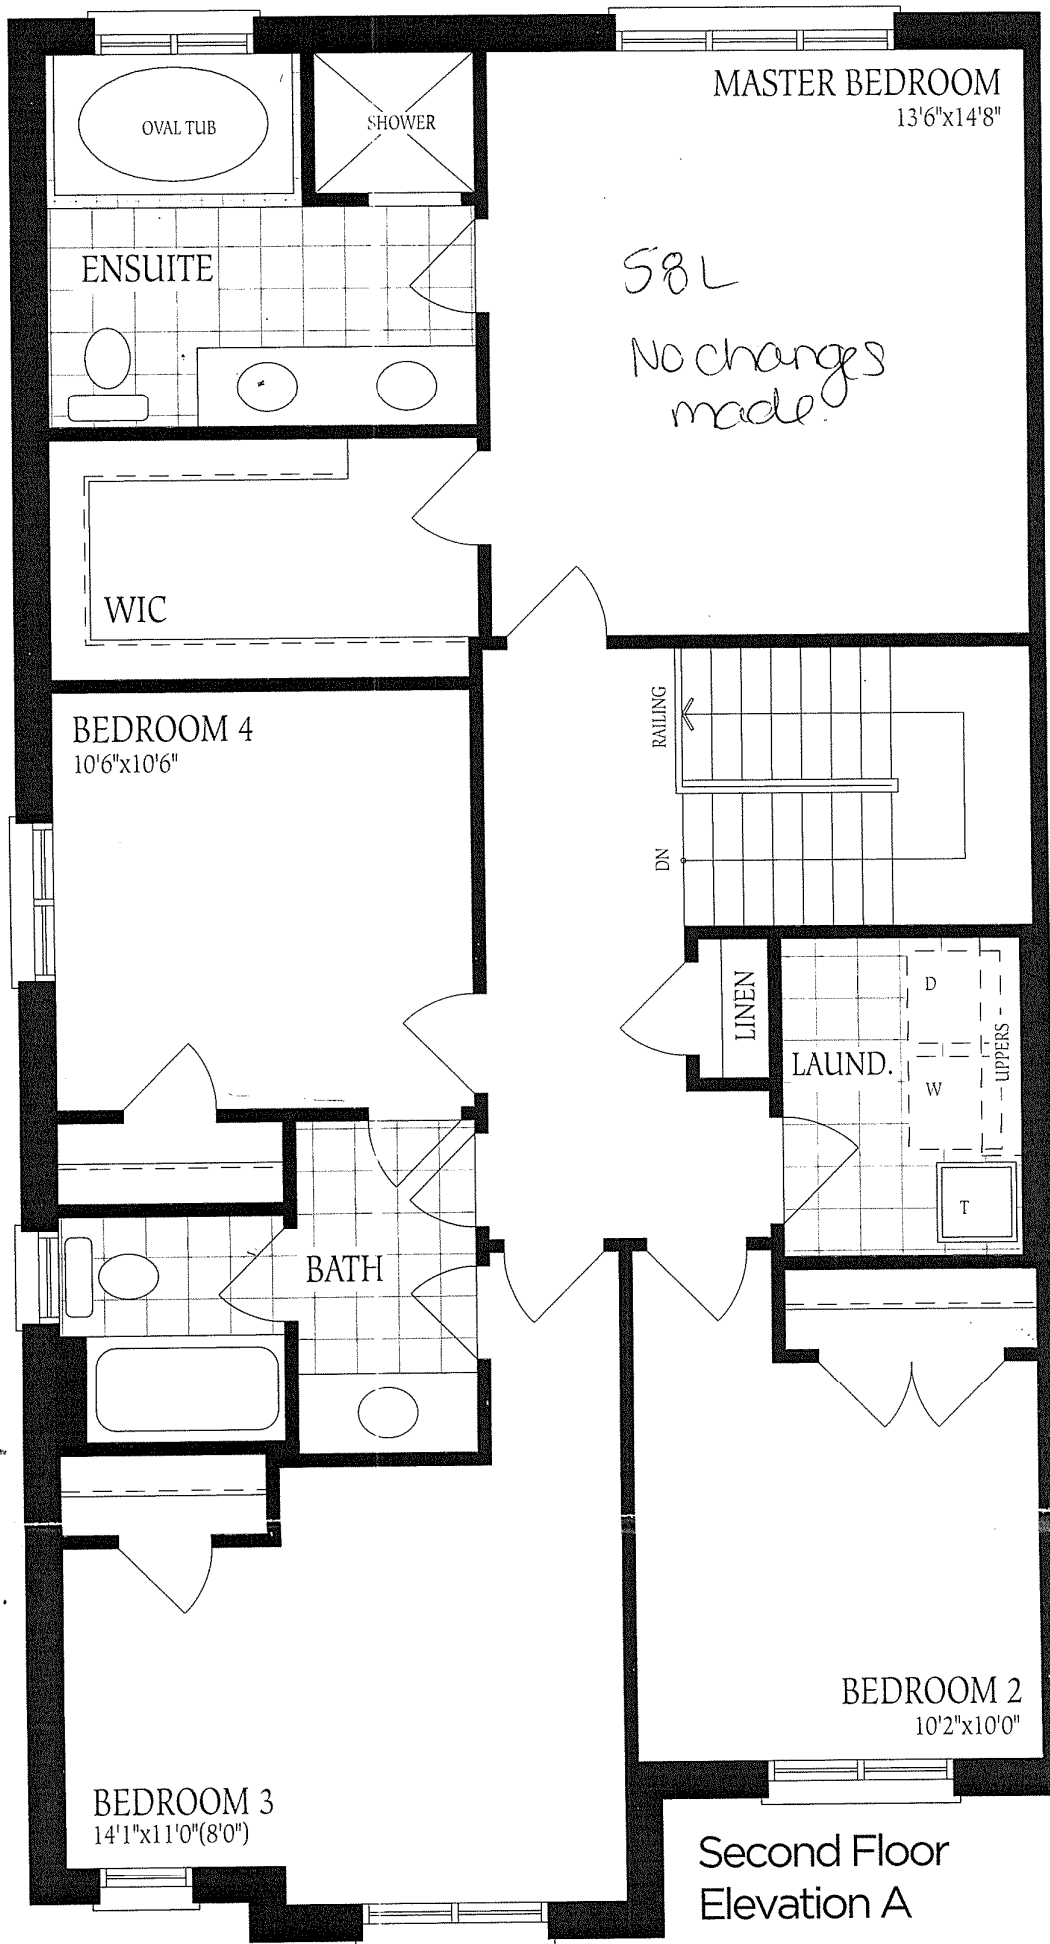 MASTER BEDROOM
13'6"x14'8"
OVAL TUB
SHOWER
ENSUITE
58L
No changes
made.
WIC
BEDROOM 4
10'6"x10'6"
RAILING
DN
LINEN
LAUND.
D
W
UPPERS
T
BATH
BEDROOM 2
10'2"x10'0"
BEDROOM 3
14'1"x11'0"(8'0")
Second Floor
Elevation A